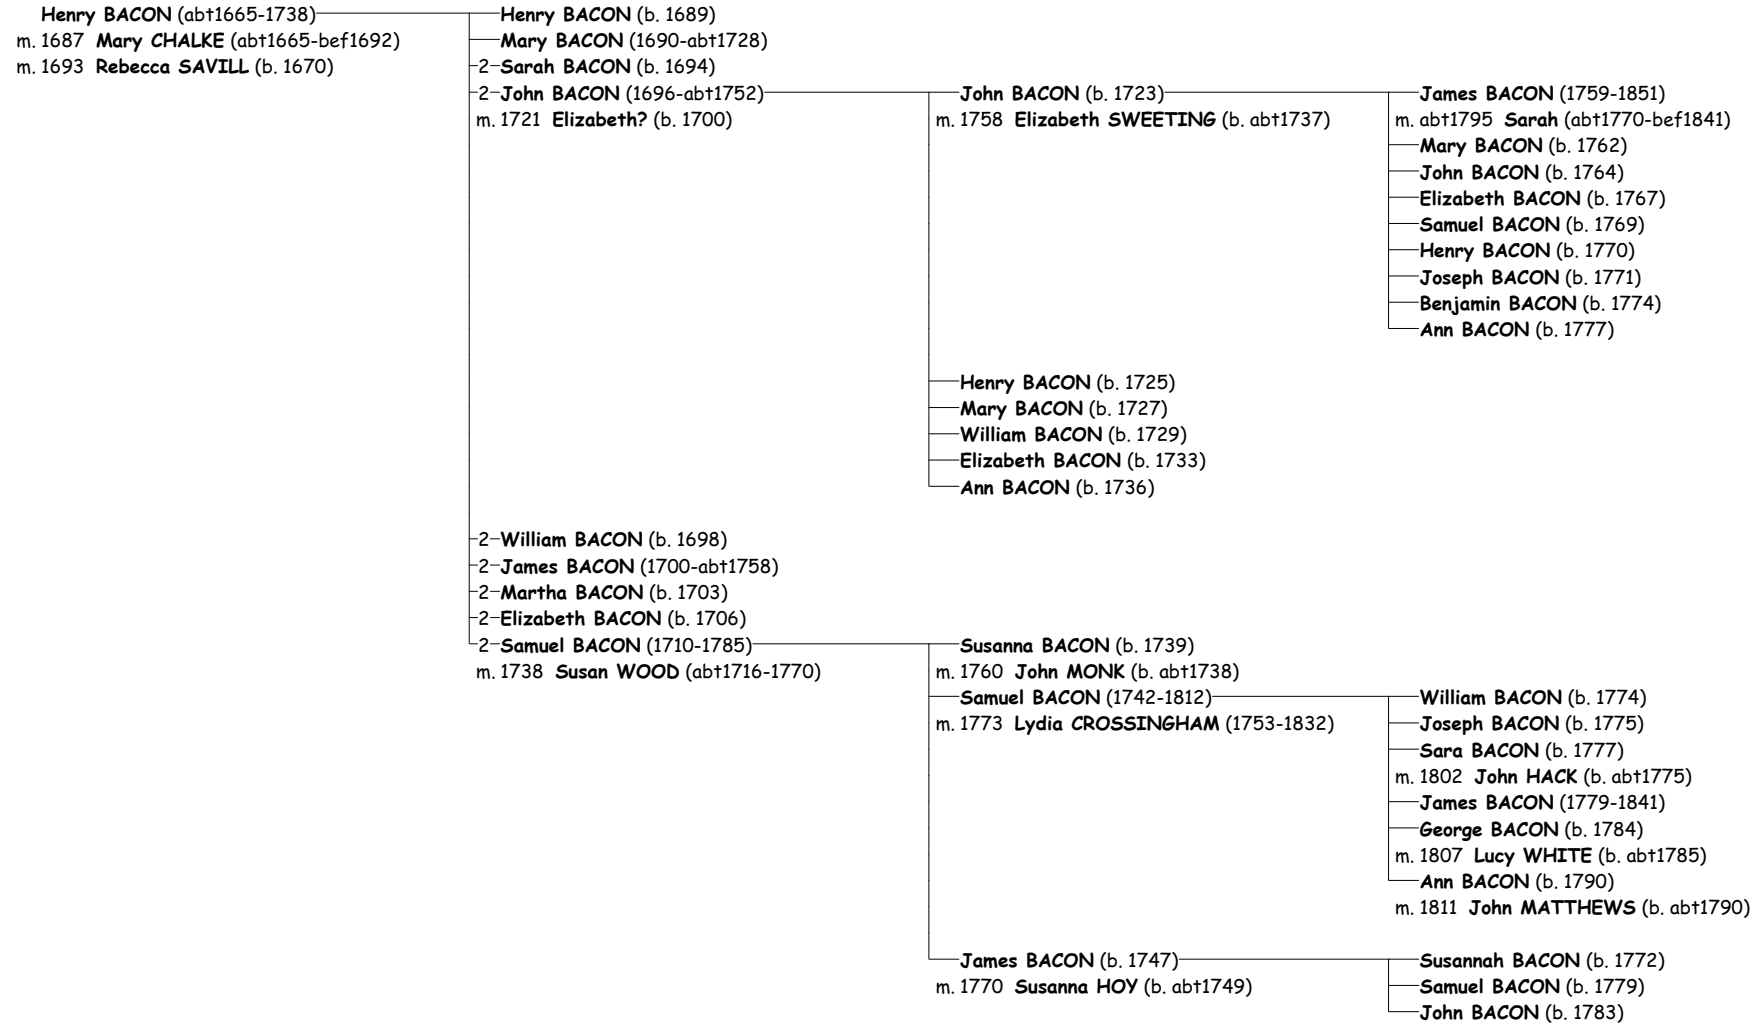 Henry BACON (abt1665-1738)
m. 1687 Mary CHALKE (abt1665-bef1692)
m. 1693 Rebecca SAVILL (b. 1670)
Henry BACON (b. 1689)
Mary BACON (1690-abt1728)
2 Sarah BACON (b. 1694)
2 John BACON (1696-abt1752)
m. 1721 Elizabeth? (b. 1700)
John BACON (b. 1723)
m. 1758 Elizabeth SWEETING (b. abt1737)
James BACON (1759-1851)
m. abt1795 Sarah (abt1770-bef1841)
Mary BACON (b. 1762)
John BACON (b. 1764)
Elizabeth BACON (b. 1767)
Samuel BACON (b. 1769)
Henry BACON (b. 1770)
Joseph BACON (b. 1771)
Benjamin BACON (b. 1774)
Ann BACON (b. 1777)
Henry BACON (b. 1725)
Mary BACON (b. 1727)
William BACON (b. 1729)
Elizabeth BACON (b. 1733)
Ann BACON (b. 1736)
2 William BACON (b. 1698)
2 James BACON (1700-abt1758)
2 Martha BACON (b. 1703)
2 Elizabeth BACON (b. 1706)
2 Samuel BACON (1710-1785)
m. 1738 Susan WOOD (abt1716-1770)
Susanna BACON (b. 1739)
m. 1760 John MONK (b. abt1738)
Samuel BACON (1742-1812)
m. 1773 Lydia CROSSINGHAM (1753-1832)
William BACON (b. 1774)
Joseph BACON (b. 1775)
Sara BACON (b. 1777)
m. 1802 John HACK (b. abt1775)
James BACON (1779-1841)
George BACON (b. 1784)
m. 1807 Lucy WHITE (b. abt1785)
Ann BACON (b. 1790)
m. 1811 John MATTHEWS (b. abt1790)
James BACON (b. 1747)
m. 1770 Susanna HOY (b. abt1749)
Susannah BACON (b. 1772)
Samuel BACON (b. 1779)
John BACON (b. 1783)